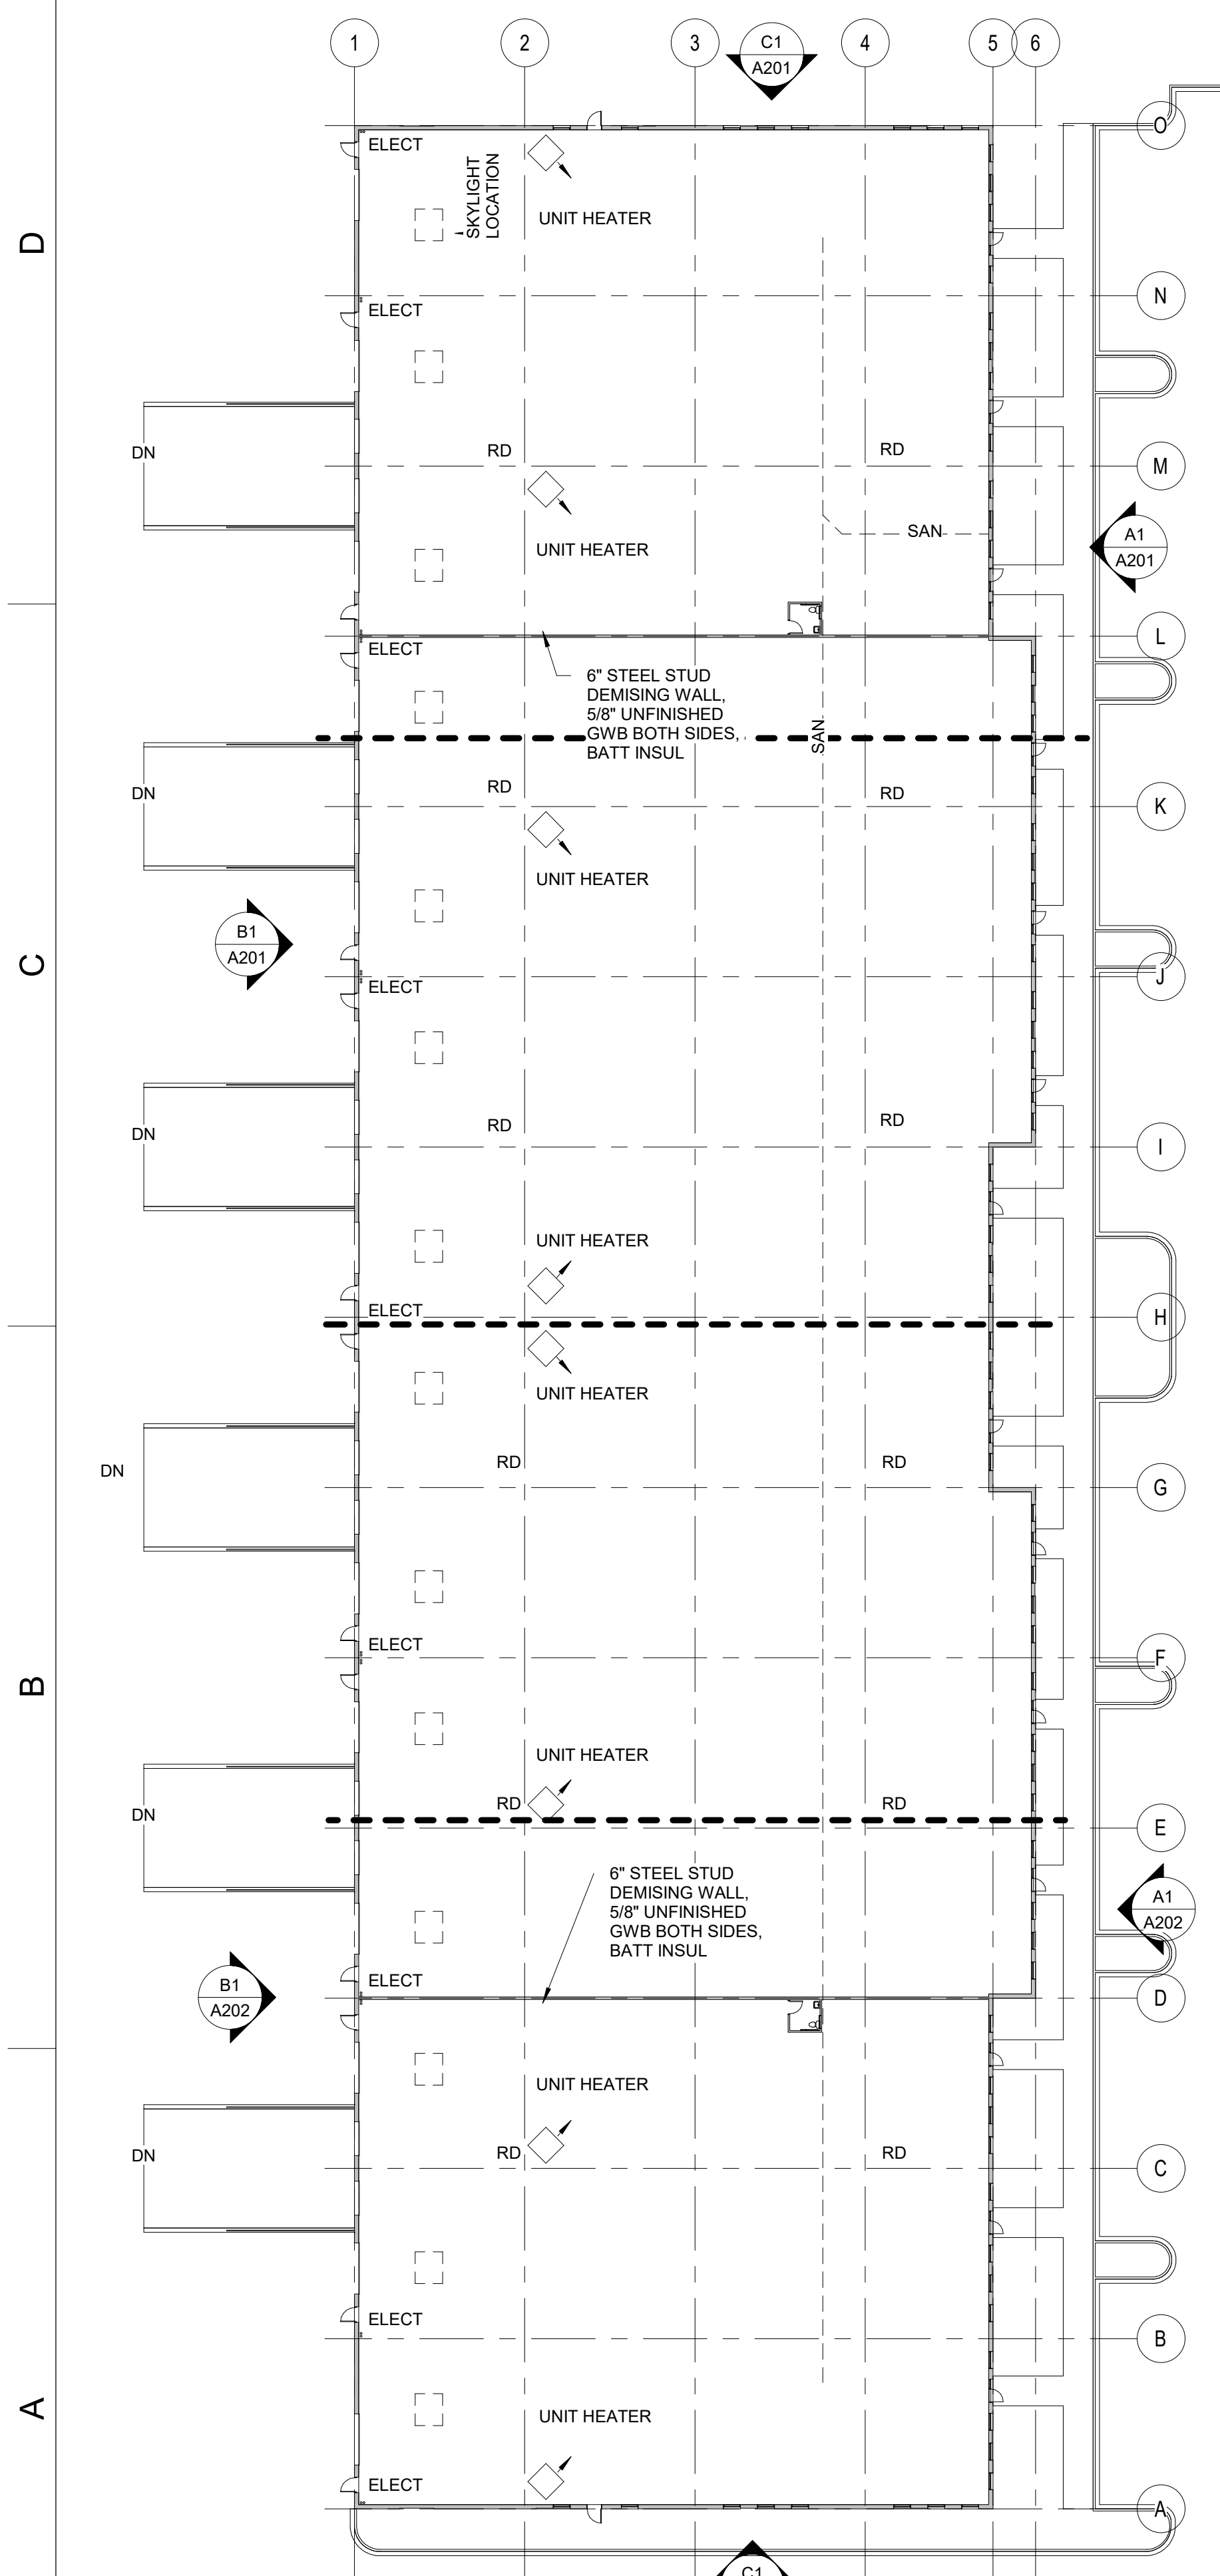 1 2 3 4 5 6
C1
A201
O
ELECT
SKYLIGHT
LOCATION
UNIT HEATER
D
N
ELECT
DN
RD
RD
M
UNIT HEATER
SAN
A1
A201
L
ELECT
6" STEEL STUD
DEMISING WALL,
5/8" UNFINISHED
GWB BOTH SIDES,
BATT INSUL
SAN
DN
RD
RD
K
UNIT HEATER
B1
A201
C
J
ELECT
DN
RD
RD
I
UNIT HEATER
ELECT
H
UNIT HEATER
DN
RD
RD
G
ELECT
F
B
UNIT HEATER
DN
RD
RD
E
6" STEEL STUD
DEMISING WALL,
5/8" UNFINISHED
GWB BOTH SIDES,
BATT INSUL
A1
A202
ELECT
B1
A202
D
UNIT HEATER
DN
RD
RD
C
ELECT
B
A
UNIT HEATER
ELECT
A
C1